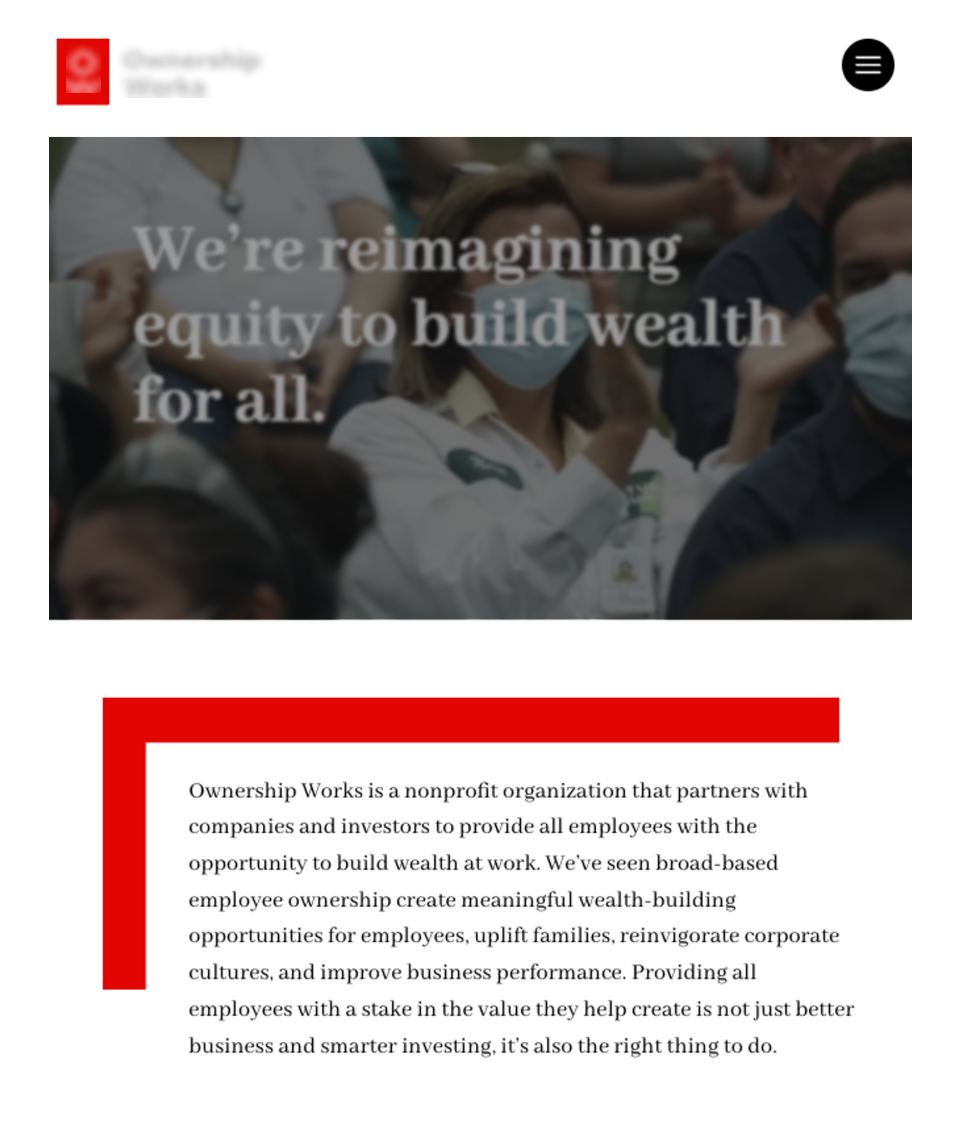 Ownership
Works
We’re reimagining
equity to build wealth
for all.
Ownership Works is a nonprofit organization that partners with
companies and investors to provide all employees with the
opportunity to build wealth at work. We’ve seen broad-based
employee ownership create meaningful wealth-building
opportunities for employees, uplift families, reinvigorate corporate
cultures, and improve business performance. Providing all
employees with a stake in the value they help create is not just better
business and smarter investing, it’s also the right thing to do.